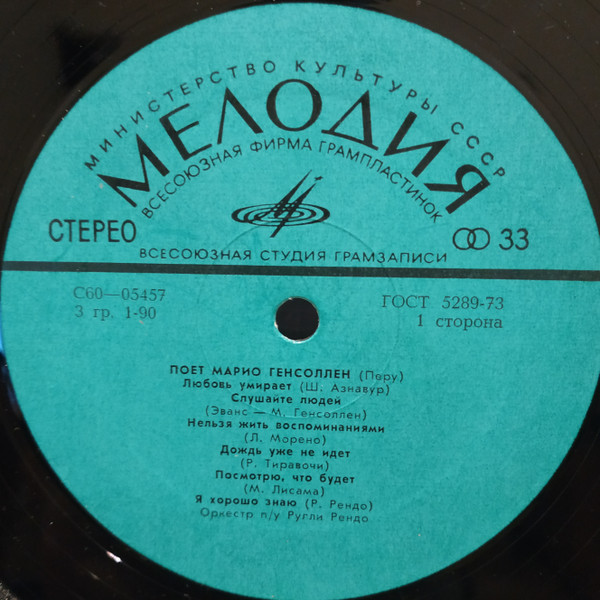 МИНИСТЕРСТВО КУЛЬТУРЫ СССР
МЕЛОДИЯ
ВСЕСОЮЗНАЯ ФИРМА ГРАМПЛАСТИНОК
СТЕРЕО
33
ВСЕСОЮЗНАЯ СТУДИЯ ГРАМЗАПИСИ
С60—05457
ГОСТ 5289-73
3 гр. 1-90
1 сторона
ПОЕТ МАРИО ГЕНСОЛЛЕН (Перу)
Любовь умирает (Ш. Азнавур)
Слушайте людей
(Эванс — М. Генсоллен)
Нельзя жить воспоминаниями
(Л. Морено)
Дождь уже не идет
(Р. Тиравочи)
Посмотрю, что будет
(М. Лисама)
Я хорошо знаю (Р. Рендо)
Оркестр п/у Ругли Рендо